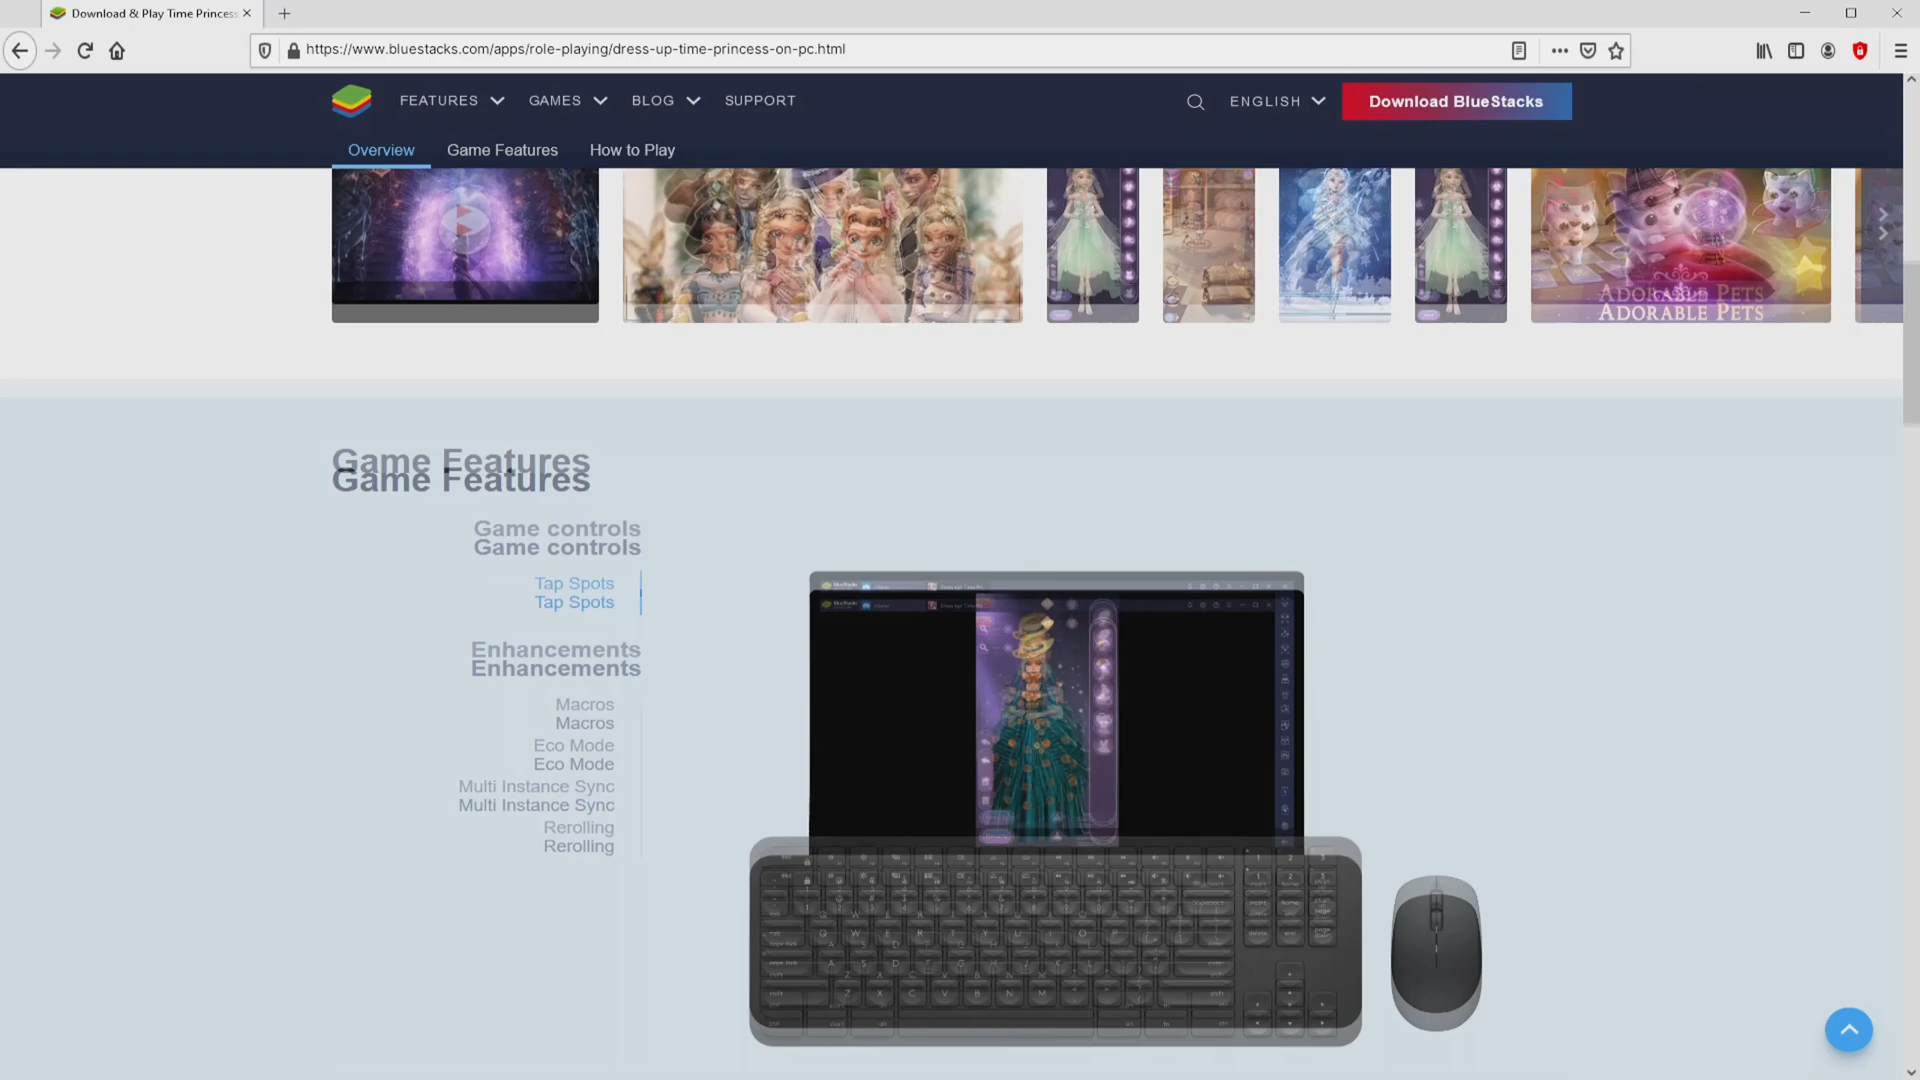 Download & Play Time Princess
https://www.bluestacks.com/apps/role-playing/dress-up-time-princess-on-pc.html
FEATURES GAMES BLOG SUPPORT
ENGLISH
Download BlueStacks
Overview Game Features How to Play
ADORABLE PETS
ADORABLE PETS
Game Features
Game Features
Game controls
Game controls
Tap Spots
Tap Spots
Enhancements
Enhancements
Macros
Macros
Eco Mode
Eco Mode
Multi Instance Sync
Multi Instance Sync
Rerolling
Rerolling